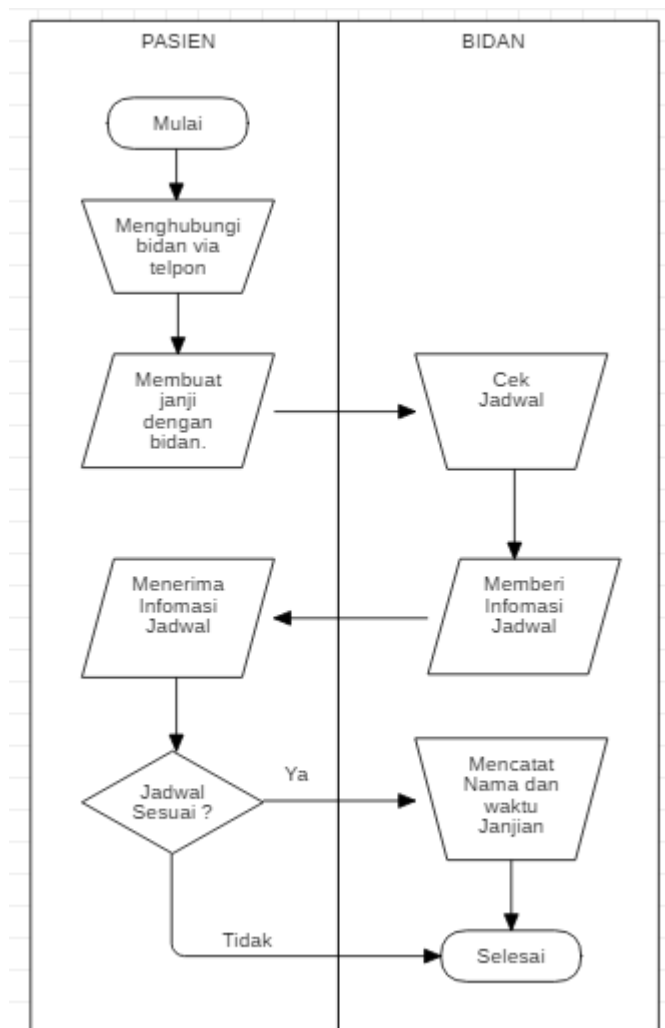 PASIEN
BIDAN
Mulai
Menghubungi
bidan via
telpon
Membuat
janji
dengan
bidan.
Cek
Jadwal
Memberi
Infomasi
Jadwal
Menerima
Infomasi
Jadwal
Jadwal
Sesuai ?
Ya
Mencatat
Nama dan
waktu
Janjian
Tidak
Selesai